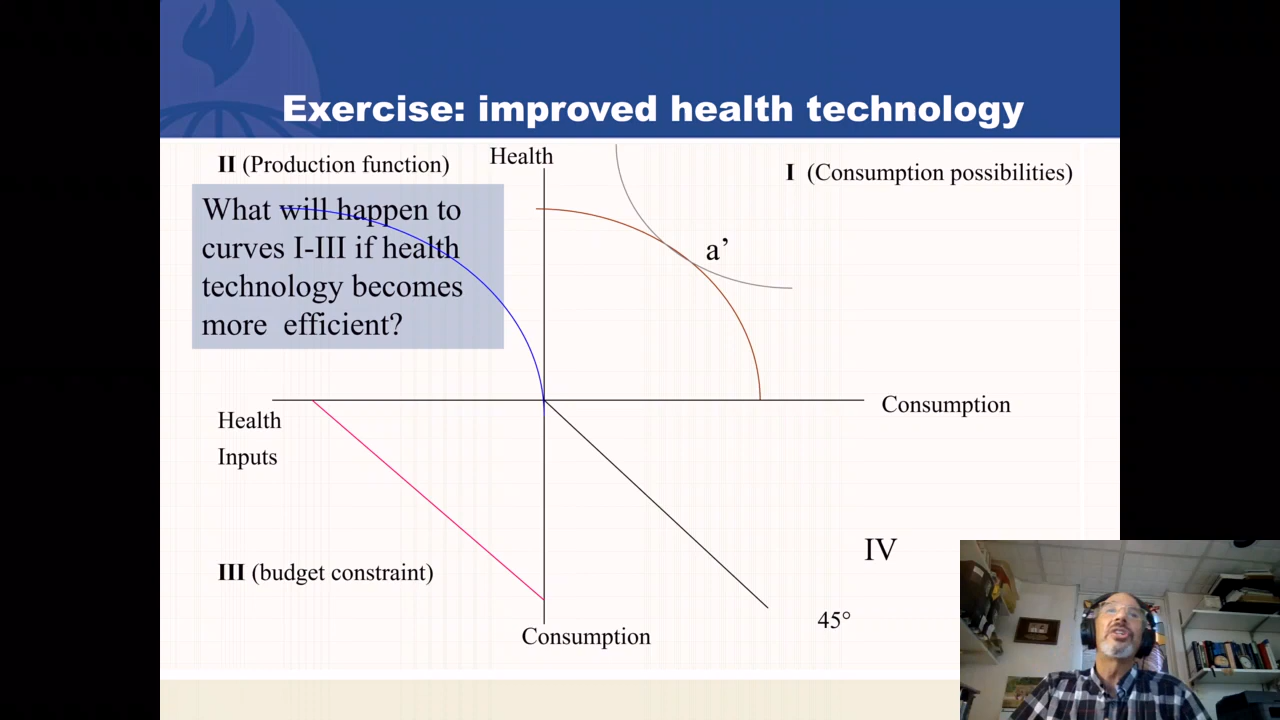 Exercise: improved health technology
II (Production function)
Health
I (Consumption possibilities)
What will happen to
curves I-III if health
technology becomes
more efficient?
a’
Consumption
Health
Inputs
IV
III (budget constraint)
45°
Consumption